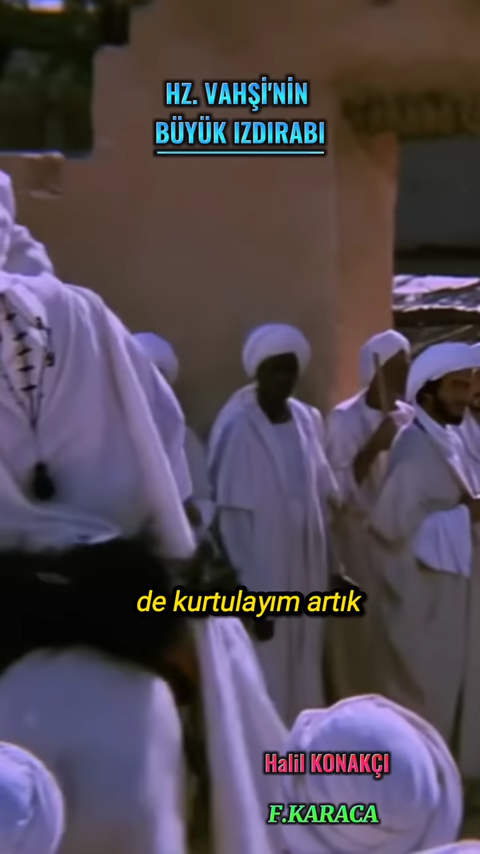 HZ. VAHŞİ'NİN
BÜYÜK IZDIRABI
de kurtulayım artık
Halil KONAKÇI
F.KARACA